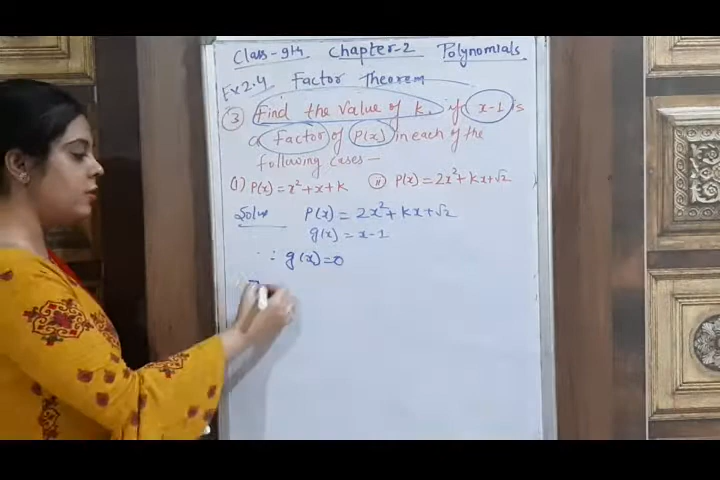 Class-9th Chapter-2 Polynomials
Ex 2.4 Factor Theorem
③ Find the value of k, if x-1 is
a factor of P(x) in each of the
following cases -
(i) P(x) = x² + x + k (ii) P(x) = 2x² + kx + √2
Solve P(x) = 2x² + kx + √2
g(x) = x-1
∴ g(x) = 0